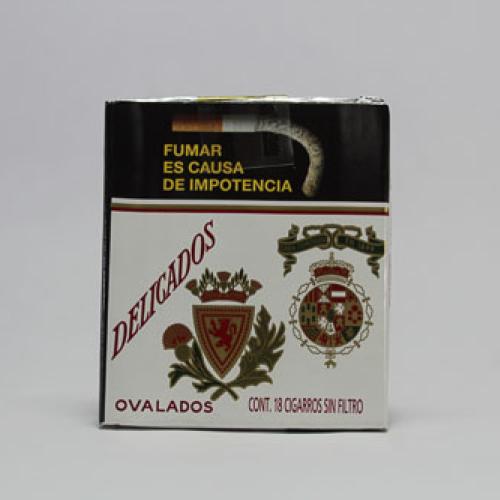 FUMAR
ES CAUSA
DE IMPOTENCIA
DELICADOS
OVALADOS
CONT. 18 CIGARROS SIN FILTRO